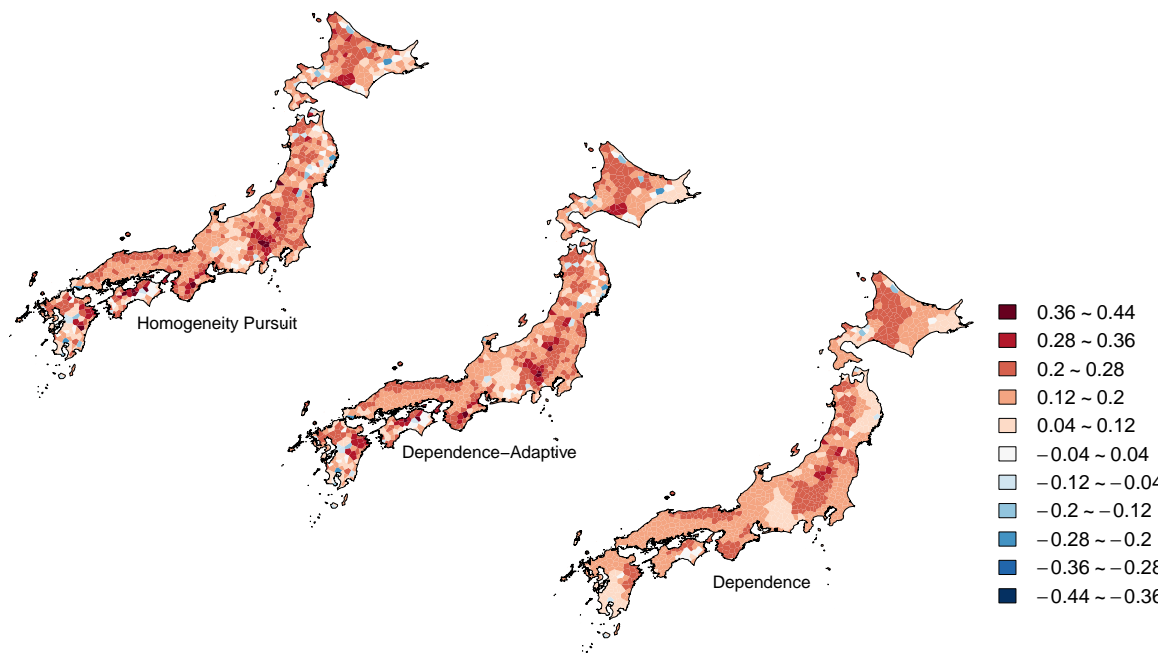 Homogeneity Pursuit
Dependence−Adaptive
Dependence
0.36 ~ 0.44
0.28 ~ 0.36
0.2 ~ 0.28
0.12 ~ 0.2
0.04 ~ 0.12
−0.04 ~ 0.04
−0.12 ~ −0.04
−0.2 ~ −0.12
−0.28 ~ −0.2
−0.36 ~ −0.28
−0.44 ~ −0.36